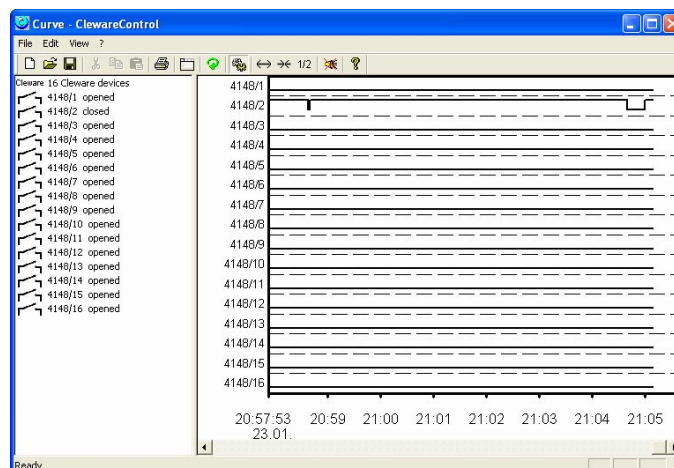 Curve - ClewareControl
File Edit View ?
1/2
Cleware 16 Cleware devices
4148/1 opened
4148/2 closed
4148/3 opened
4148/4 opened
4148/5 opened
4148/6 opened
4148/7 opened
4148/8 opened
4148/9 opened
4148/10 opened
4148/11 opened
4148/12 opened
4148/13 opened
4148/14 opened
4148/15 opened
4148/16 opened
4148/1
4148/2
4148/3
4148/4
4148/5
4148/6
4148/7
4148/8
4148/9
4148/10
4148/11
4148/12
4148/13
4148/14
4148/15
4148/16
20:57:53 20:59 21:00 21:01 21:02 21:03 21:04 21:05
23.01.
Ready